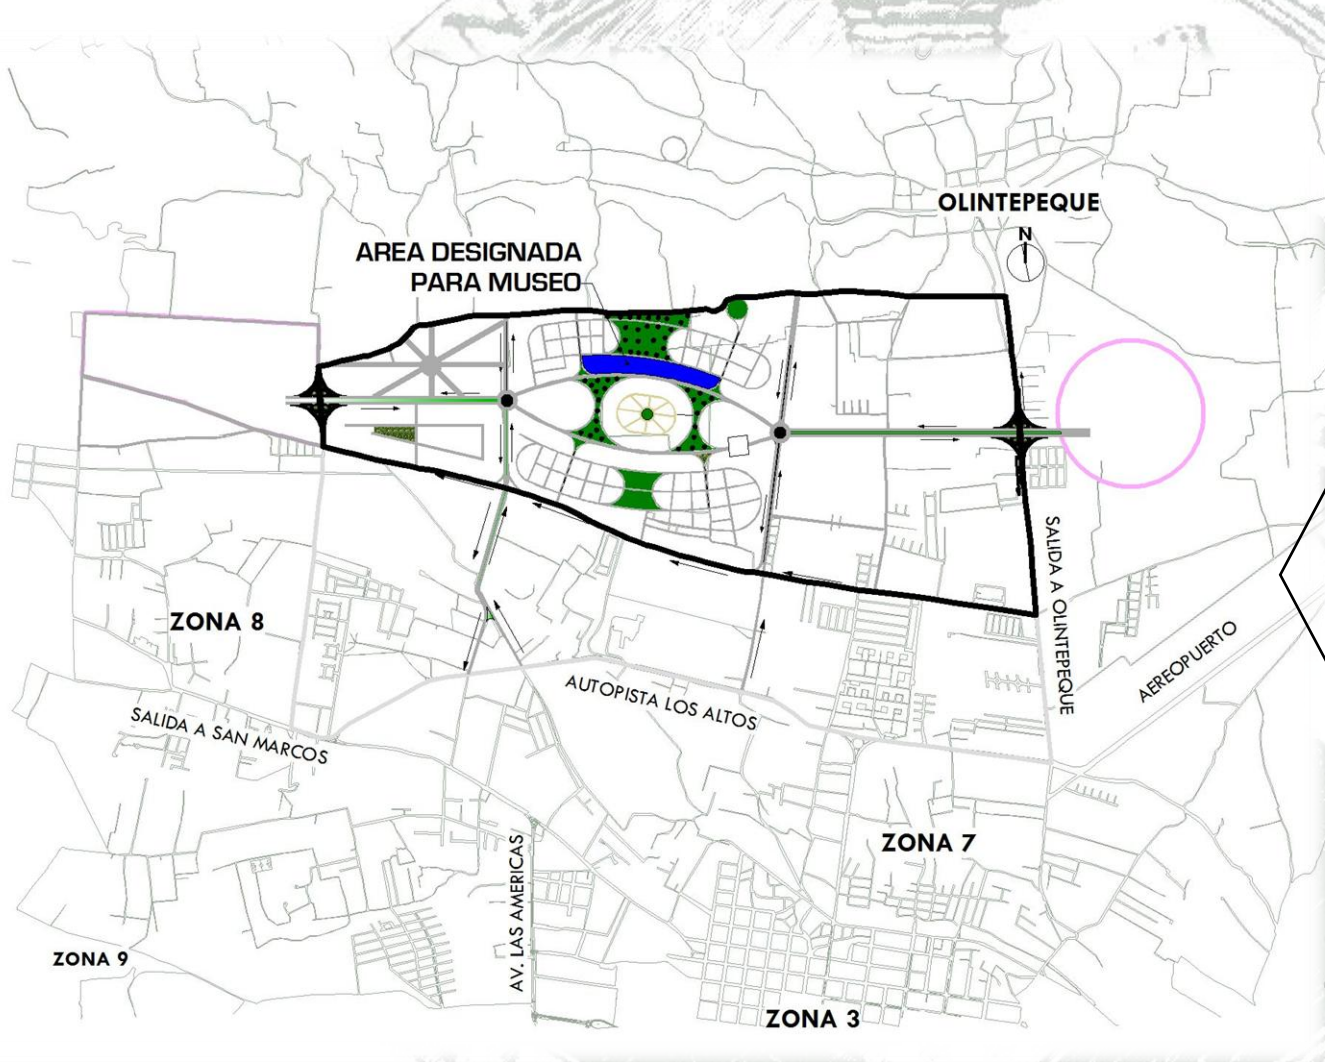 OLINTEPEQUE
N
AREA DESIGNADA
PARA MUSEO
SALIDA A OLINTEPEQUE
ZONA 8
AEREOPUERTO
AUTOPISTA LOS ALTOS
SALIDA A SAN MARCOS
ZONA 7
AV. LAS AMERICAS
ZONA 9
ZONA 3